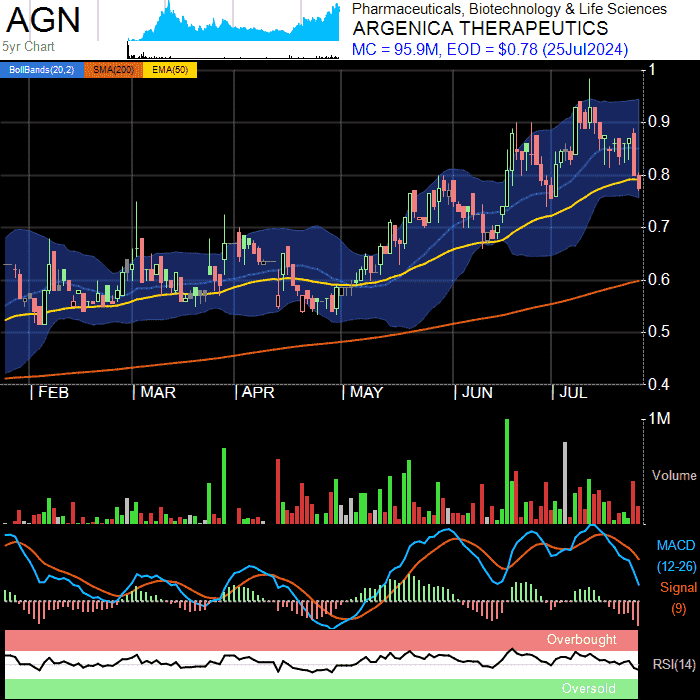 AGN
5yr Chart
Pharmaceuticals, Biotechnology & Life Sciences
ARGENICA THERAPEUTICS
MC = 95.9M, EOD = $0.78 (25Jul2024)
BollBands(20,2) SMA(200) EMA(50)
1
0.9
0.8
0.7
0.6
0.5
0.4
| FEB | MAR | APR | MAY | JUN | JUL
1M
Volume
MACD
(12-26)
Signal
(9)
Overbought
RSI(14)
Oversold